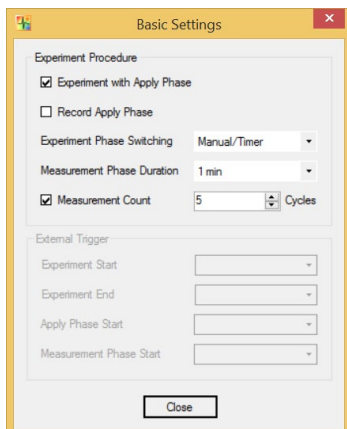 Basic Settings
Experiment Procedure
Experiment with Apply Phase
Record Apply Phase
Experiment Phase Switching Manual/Timer
Measurement Phase Duration 1 min
Measurement Count 5 Cycles
External Trigger
Experiment Start
Experiment End
Apply Phase Start
Measurement Phase Start
Close